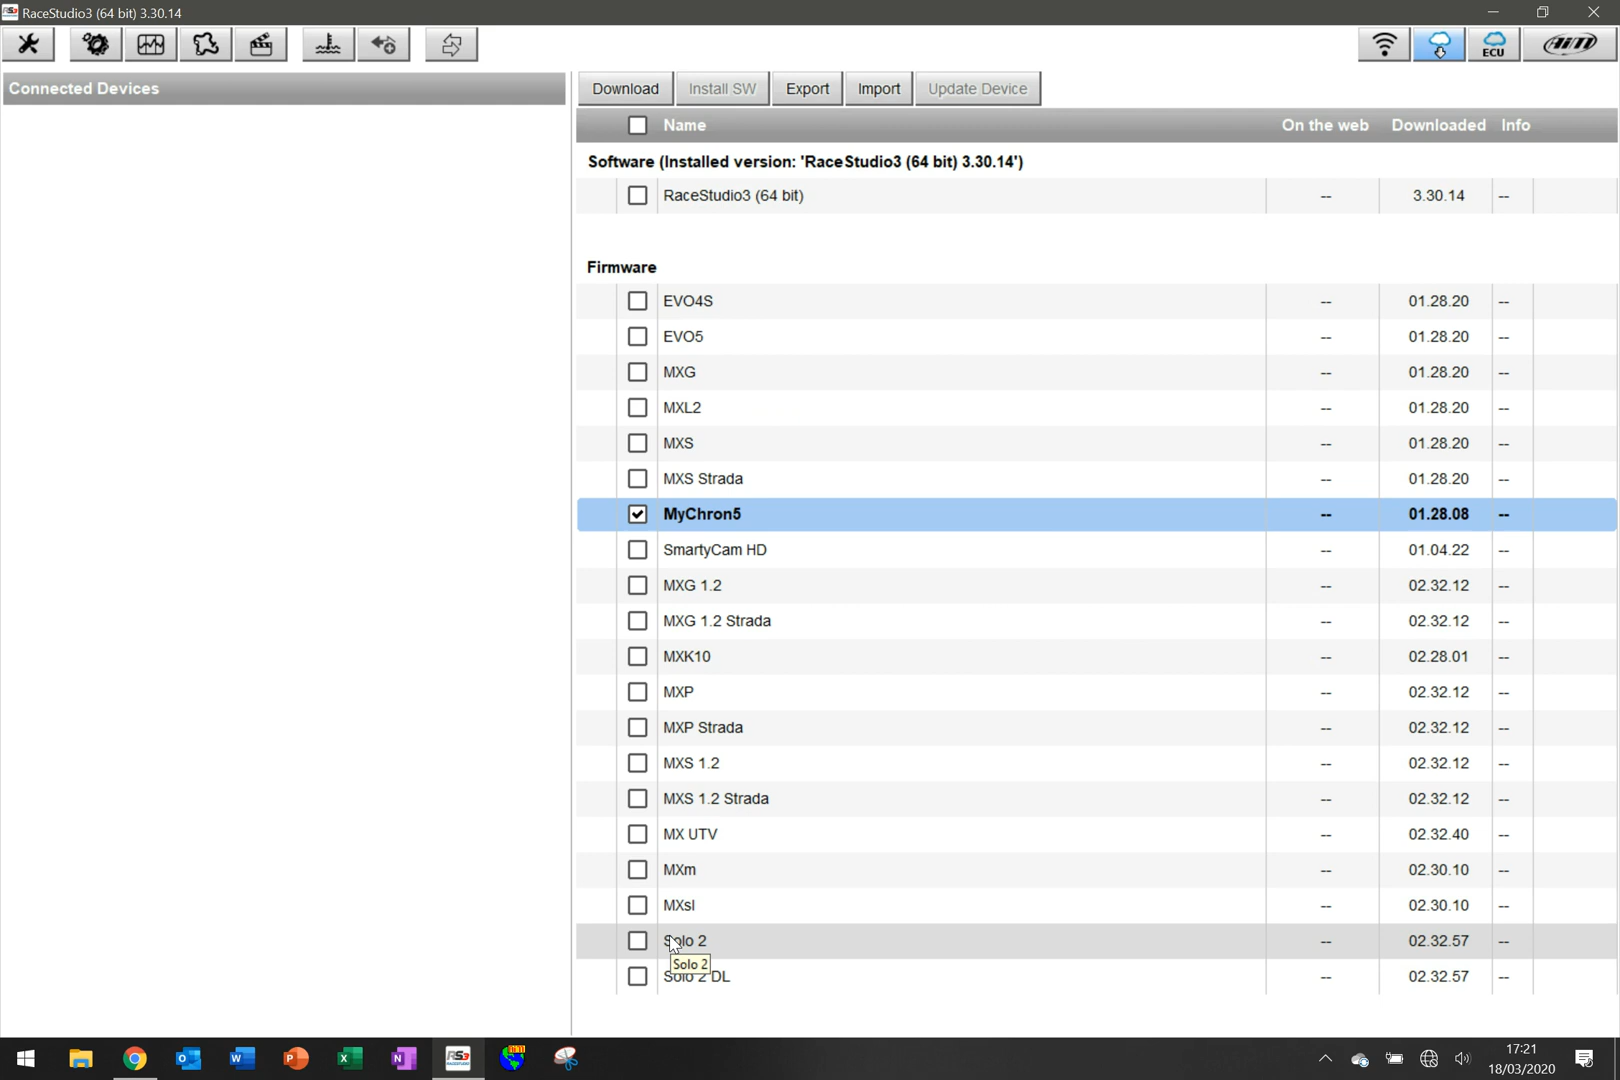 RaceStudio3 (64 bit) 3.30.14
ECU
AiM
Connected Devices
Download Install SW Export Import Update Device
Name On the web Downloaded Info
Software (Installed version: 'RaceStudio3 (64 bit) 3.30.14')
RaceStudio3 (64 bit) -- 3.30.14 --
Firmware
EVO4S -- 01.28.20 --
EVO5 -- 01.28.20 --
MXG -- 01.28.20 --
MXL2 -- 01.28.20 --
MXS -- 01.28.20 --
MXS Strada -- 01.28.20 --
MyChron5 -- 01.28.08 --
SmartyCam HD -- 01.04.22 --
MXG 1.2 -- 02.32.12 --
MXG 1.2 Strada -- 02.32.12 --
MXK10 -- 02.28.01 --
MXP -- 02.32.12 --
MXP Strada -- 02.32.12 --
MXS 1.2 -- 02.32.12 --
MXS 1.2 Strada -- 02.32.12 --
MX UTV -- 02.32.40 --
MXm -- 02.30.10 --
MXsl -- 02.30.10 --
Solo 2 -- 02.32.57 --
Solo 2
Solo 2 DL -- 02.32.57 --
17:21
18/03/2020